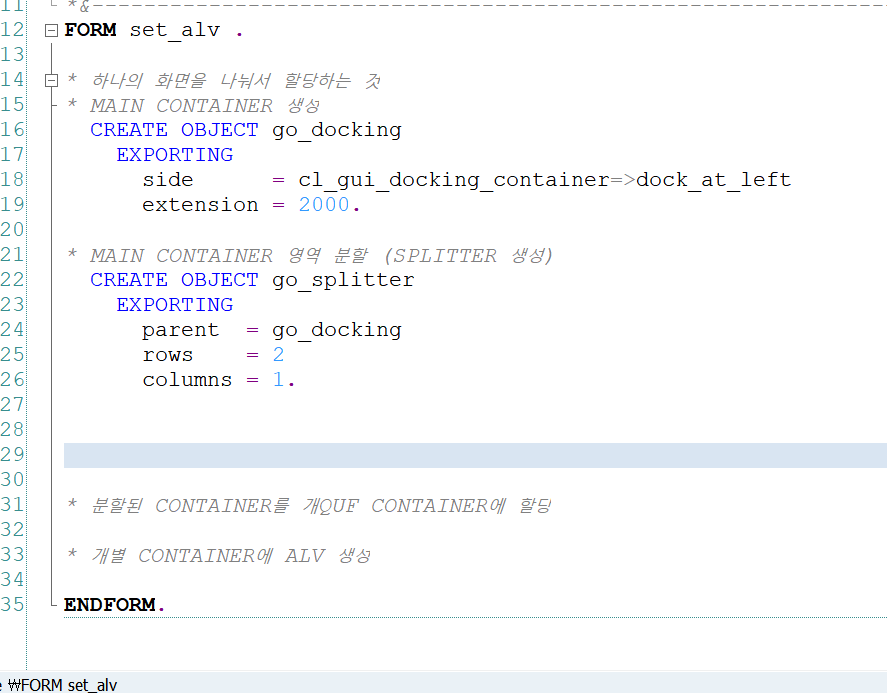 11 *&---------------------------------------------------------------
12 FORM set_alv .
13
14 * 하나의 화면을 나눠서 할당하는 것
15 * MAIN CONTAINER 생성
16 CREATE OBJECT go_docking
17 EXPORTING
18 side = cl_gui_docking_container=>dock_at_left
19 extension = 2000.
20
21 * MAIN CONTAINER 영역 분할 (SPLITTER 생성)
22 CREATE OBJECT go_splitter
23 EXPORTING
24 parent = go_docking
25 rows = 2
26 columns = 1.
27
28
29
30
31 * 분할된 CONTAINER를 개QUF CONTAINER에 할당
32
33 * 개별 CONTAINER에 ALV 생성
34
35 ENDFORM.
₩FORM set_alv